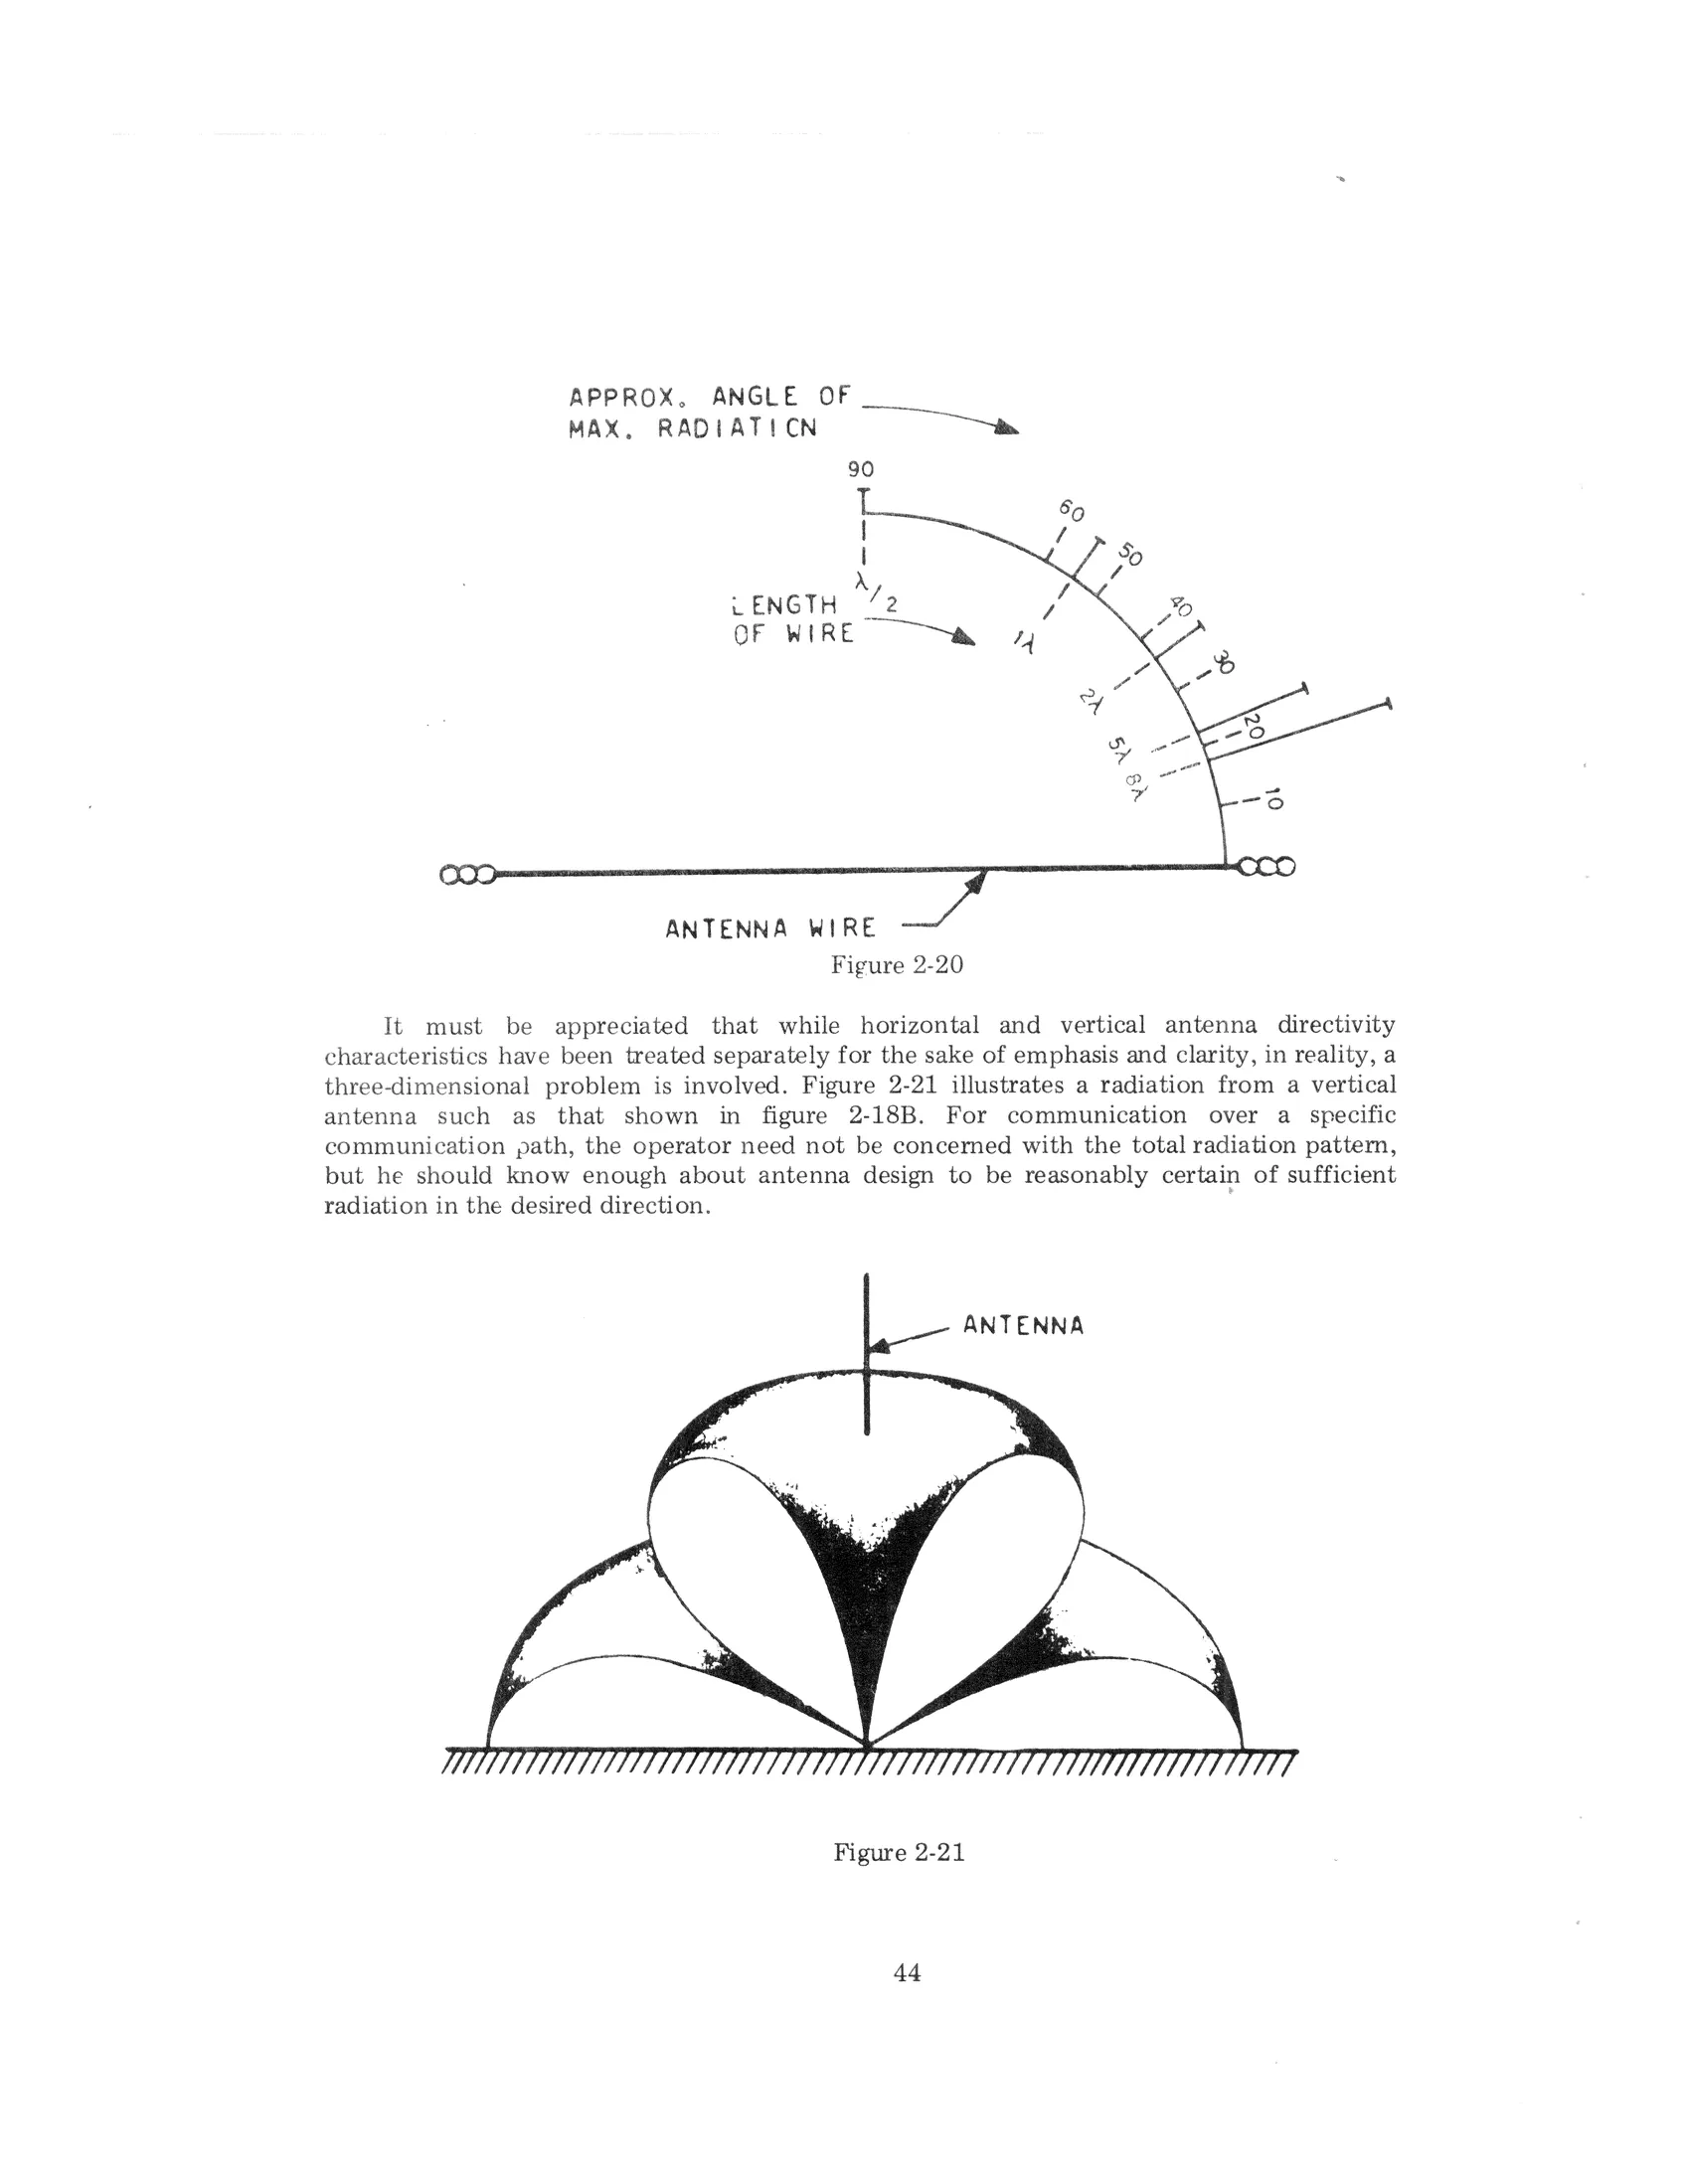 APPROX. ANGLE OF
MAX. RADIATION
90
60
50
40
30
20
10
λ/2
LENGTH
OF WIRE
1λ
2λ
5λ
8λ
ANTENNA WIRE
Figure 2-20
It must be appreciated that while horizontal and vertical antenna directivity
characteristics have been treated separately for the sake of emphasis and clarity, in reality, a
three-dimensional problem is involved. Figure 2-21 illustrates a radiation from a vertical
antenna such as that shown in figure 2-18B. For communication over a specific
communication path, the operator need not be concerned with the total radiation pattern,
but he should know enough about antenna design to be reasonably certain of sufficient
radiation in the desired direction.
ANTENNA
Figure 2-21
44